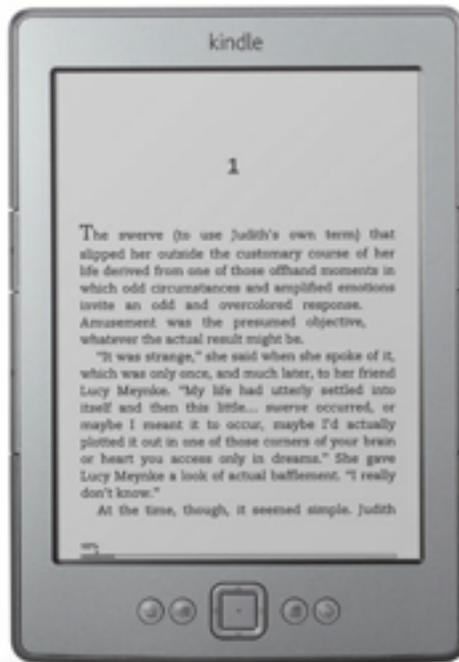 kindle
1
The swerve (to use Judith's own term) that
slipped her outside the customary course of her
life derived from one of those offhand moments in
which odd circumstances and amplified emotions
invite an odd and overcolored response.
Amusement was the presumed objective,
whatever the actual result might be.
"It was strange," she said when she spoke of it,
which was only once, and much later, to her friend
Lucy Meynke. "My life had utterly settled into
itself and then this little... swerve occurred, or
maybe I meant it to occur, maybe I'd actually
plotted it out in one of those corners of your brain
or heart you access only in dreams." She gave
Lucy Meynke a look of actual bafflement. "I really
don't know."
At the time, though, it seemed simple. Judith